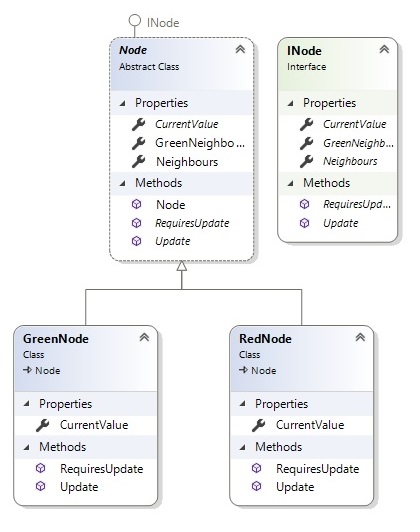 INode
Node
Abstract Class
Properties
CurrentValue
GreenNeighbo...
Neighbours
Methods
Node
RequiresUpdate
Update
INode
Interface
Properties
CurrentValue
GreenNeighb...
Neighbours
Methods
RequiresUpd...
Update
GreenNode
Class
Node
Properties
CurrentValue
Methods
RequiresUpdate
Update
RedNode
Class
Node
Properties
CurrentValue
Methods
RequiresUpdate
Update